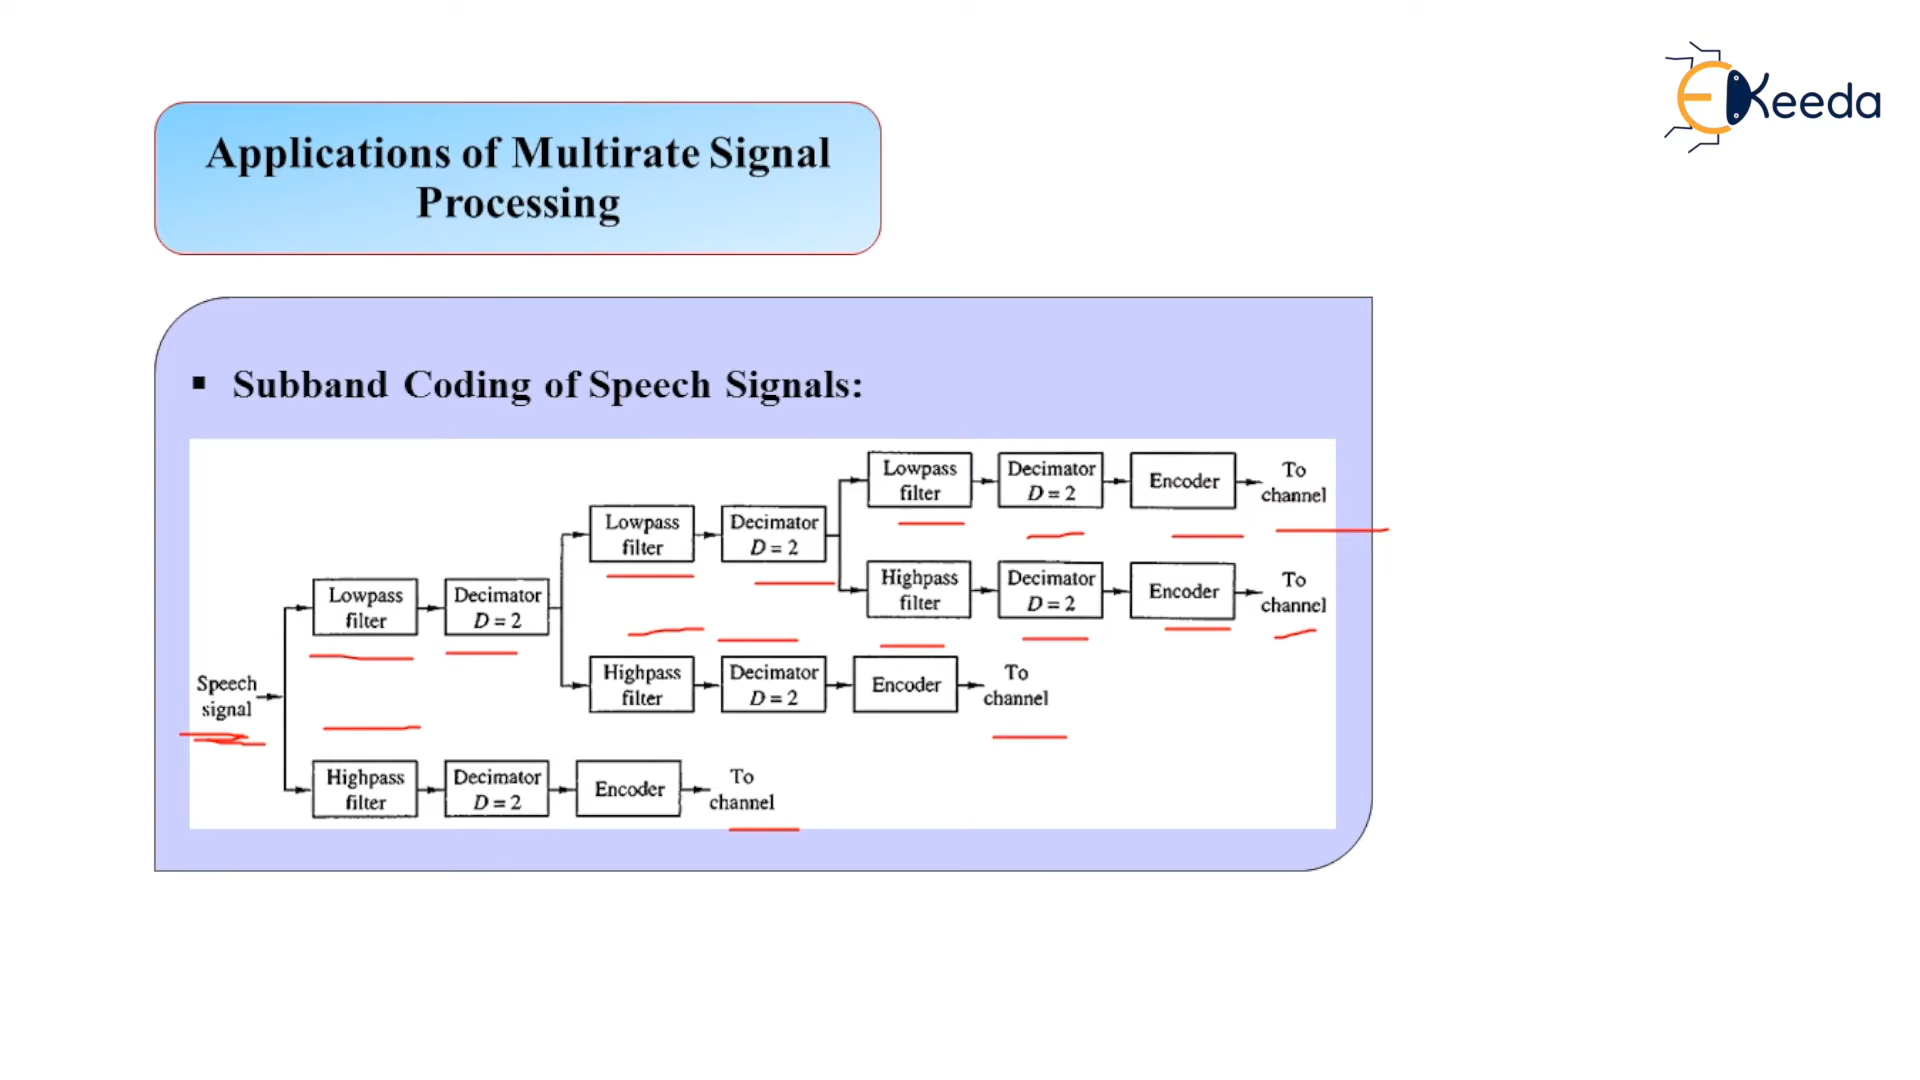 EKeeda
Applications of Multirate Signal
Processing
▪ Subband Coding of Speech Signals:
Lowpass
filter
Decimator
D = 2
Encoder
To
channel
Lowpass
filter
Decimator
D = 2
Highpass
filter
Decimator
D = 2
Encoder
To
channel
Lowpass
filter
Decimator
D = 2
Speech
signal
Highpass
filter
Decimator
D = 2
Encoder
To
channel
Highpass
filter
Decimator
D = 2
Encoder
To
channel